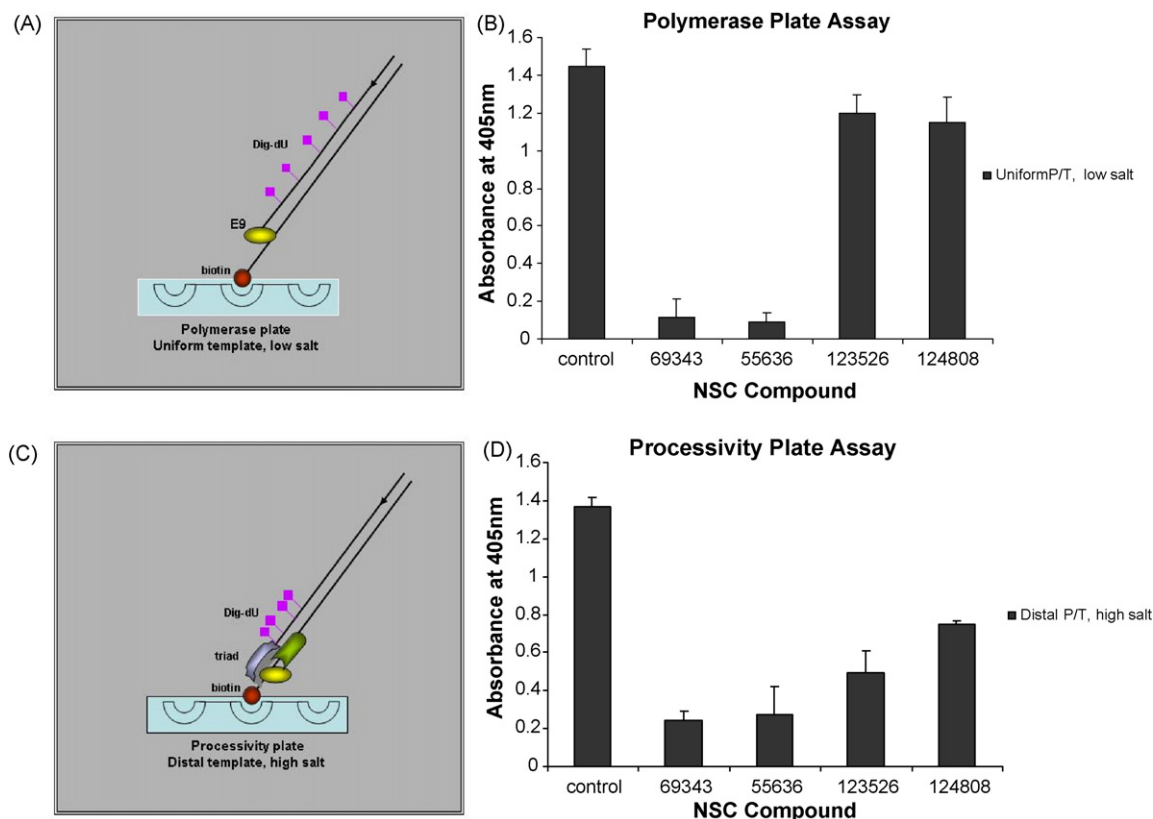 (A)
Dig-dU
E9
biotin
Polymerase plate
Uniform template, low salt
(B)
Polymerase Plate Assay
Absorbance at 405nm
1.6
1.4
1.2
1
0.8
0.6
0.4
0.2
0
control 69343 55636 123526 124808
NSC Compound
UniformP/T, low salt
(C)
Dig-dU
triad
biotin
Processivity plate
Distal template, high salt
(D)
Processivity Plate Assay
Absorbance at 405nm
1.6
1.4
1.2
1
0.8
0.6
0.4
0.2
0
control 69343 55636 123526 124808
NSC Compound
Distal P/T, high salt